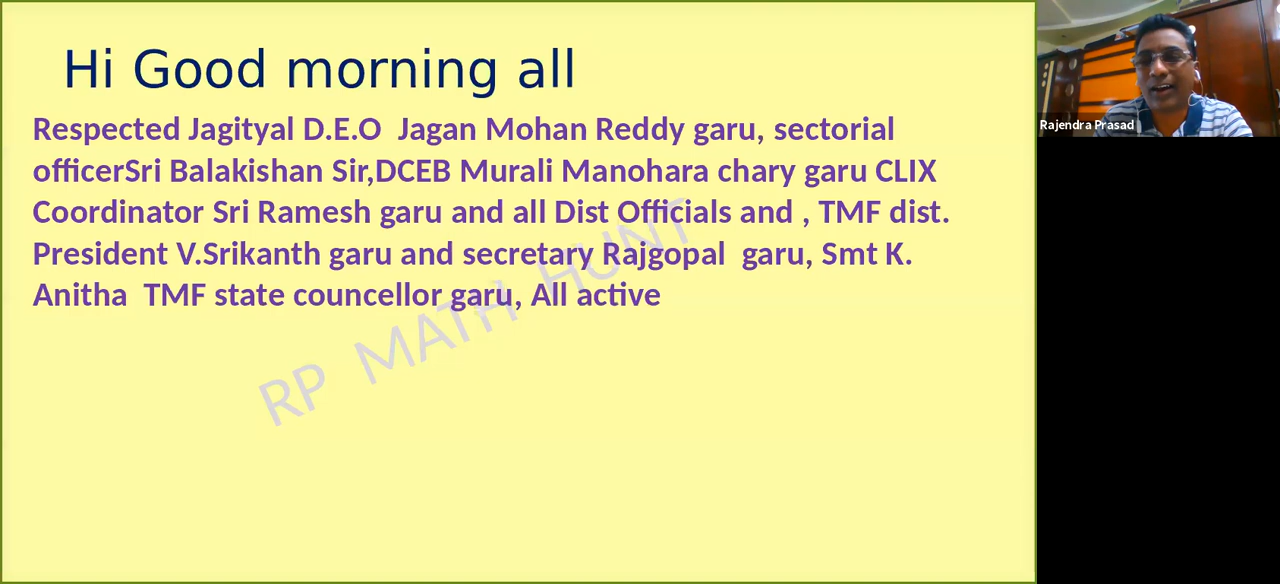 Hi Good morning all
Respected Jagityal D.E.O  Jagan Mohan Reddy garu, sectorial
officerSri Balakishan Sir,DCEB Murali Manohara chary garu CLIX
Coordinator Sri Ramesh garu and all Dist Officials and , TMF dist.
President V.Srikanth garu and secretary Rajgopal  garu, Smt K.
Anitha  TMF state councellor garu, All active
RP MATH HUNT
Rajendra Prasad